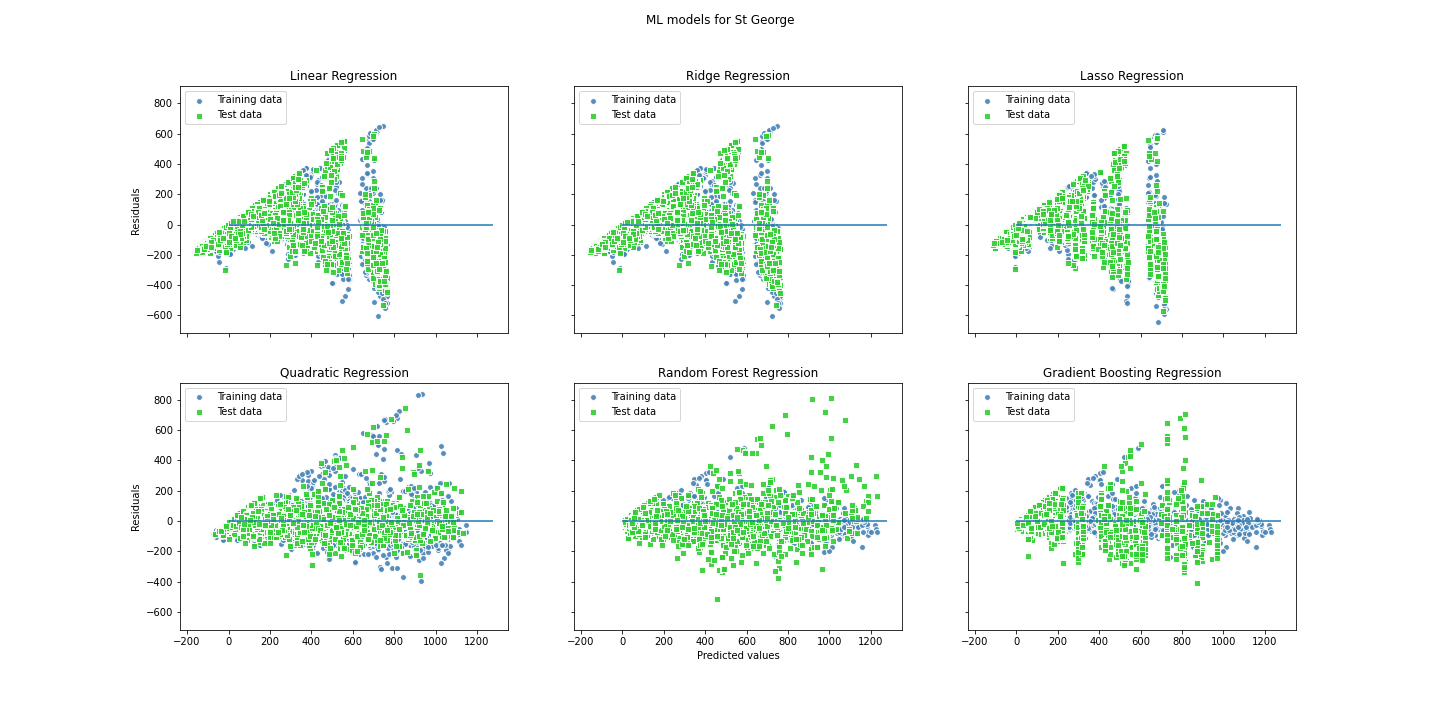 ML models for St George
Linear Regression
Ridge Regression
Lasso Regression
Training data
Test data
Training data
Test data
Training data
Test data
800
600
400
200
0
−200
−400
−600
Residuals
Quadratic Regression
Random Forest Regression
Gradient Boosting Regression
Training data
Test data
Training data
Test data
Training data
Test data
800
600
400
200
0
−200
−400
−600
Residuals
−200 0 200 400 600 800 1000 1200
−200 0 200 400 600 800 1000 1200
−200 0 200 400 600 800 1000 1200
Predicted values